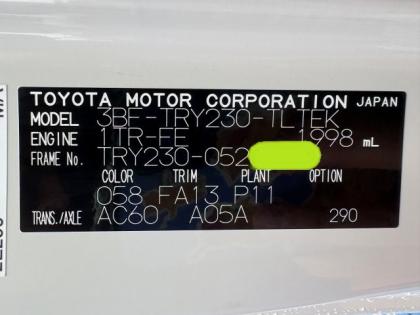 TOYOTA MOTOR CORPORATION JAPAN
MODEL 3BF-TRY230-TLTEK
ENGINE 1TR-FE 1998 mL
FRAME No. TRY230-052
COLOR TRIM PLANT OPTION
058 FA13 P11
TRANS./AXLE AC60 A05A 290